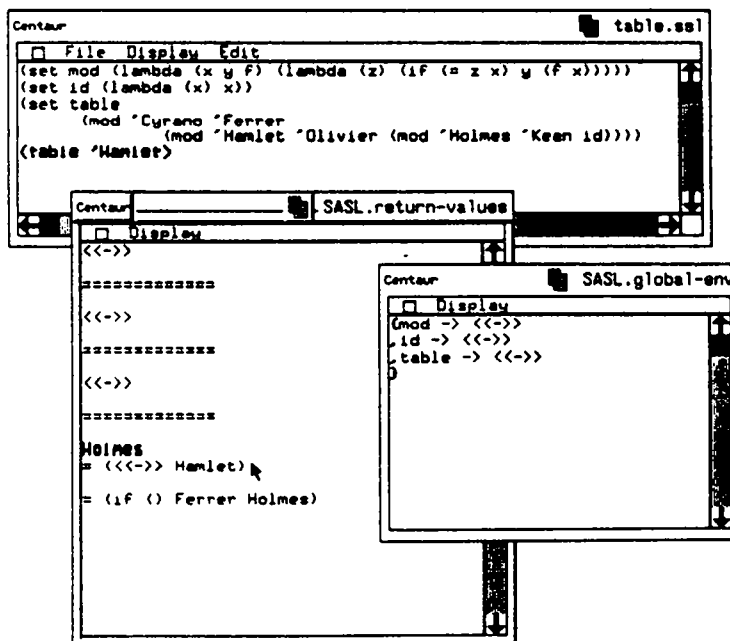 Centaur table.ssl
File Display Edit
(set mod (lambda (x y f) (lambda (z) (if (= z x) y (f x)))))
(set id (lambda (x) x))
(set table
(mod 'Cyrano 'Ferrer
(mod 'Hamlet 'Olivier (mod 'Holmes 'Kean id))))
(table 'Hamlet)
Centaur SASL.return-values
Display
<<->>
=============
<<->>
=============
<<->>
=============
Holmes
= (<<->> Hamlet)
= (if () Ferrer Holmes)
Centaur SASL.global-env
Display
(mod -> <<->>
,id -> <<->>
,table -> <<->>
)